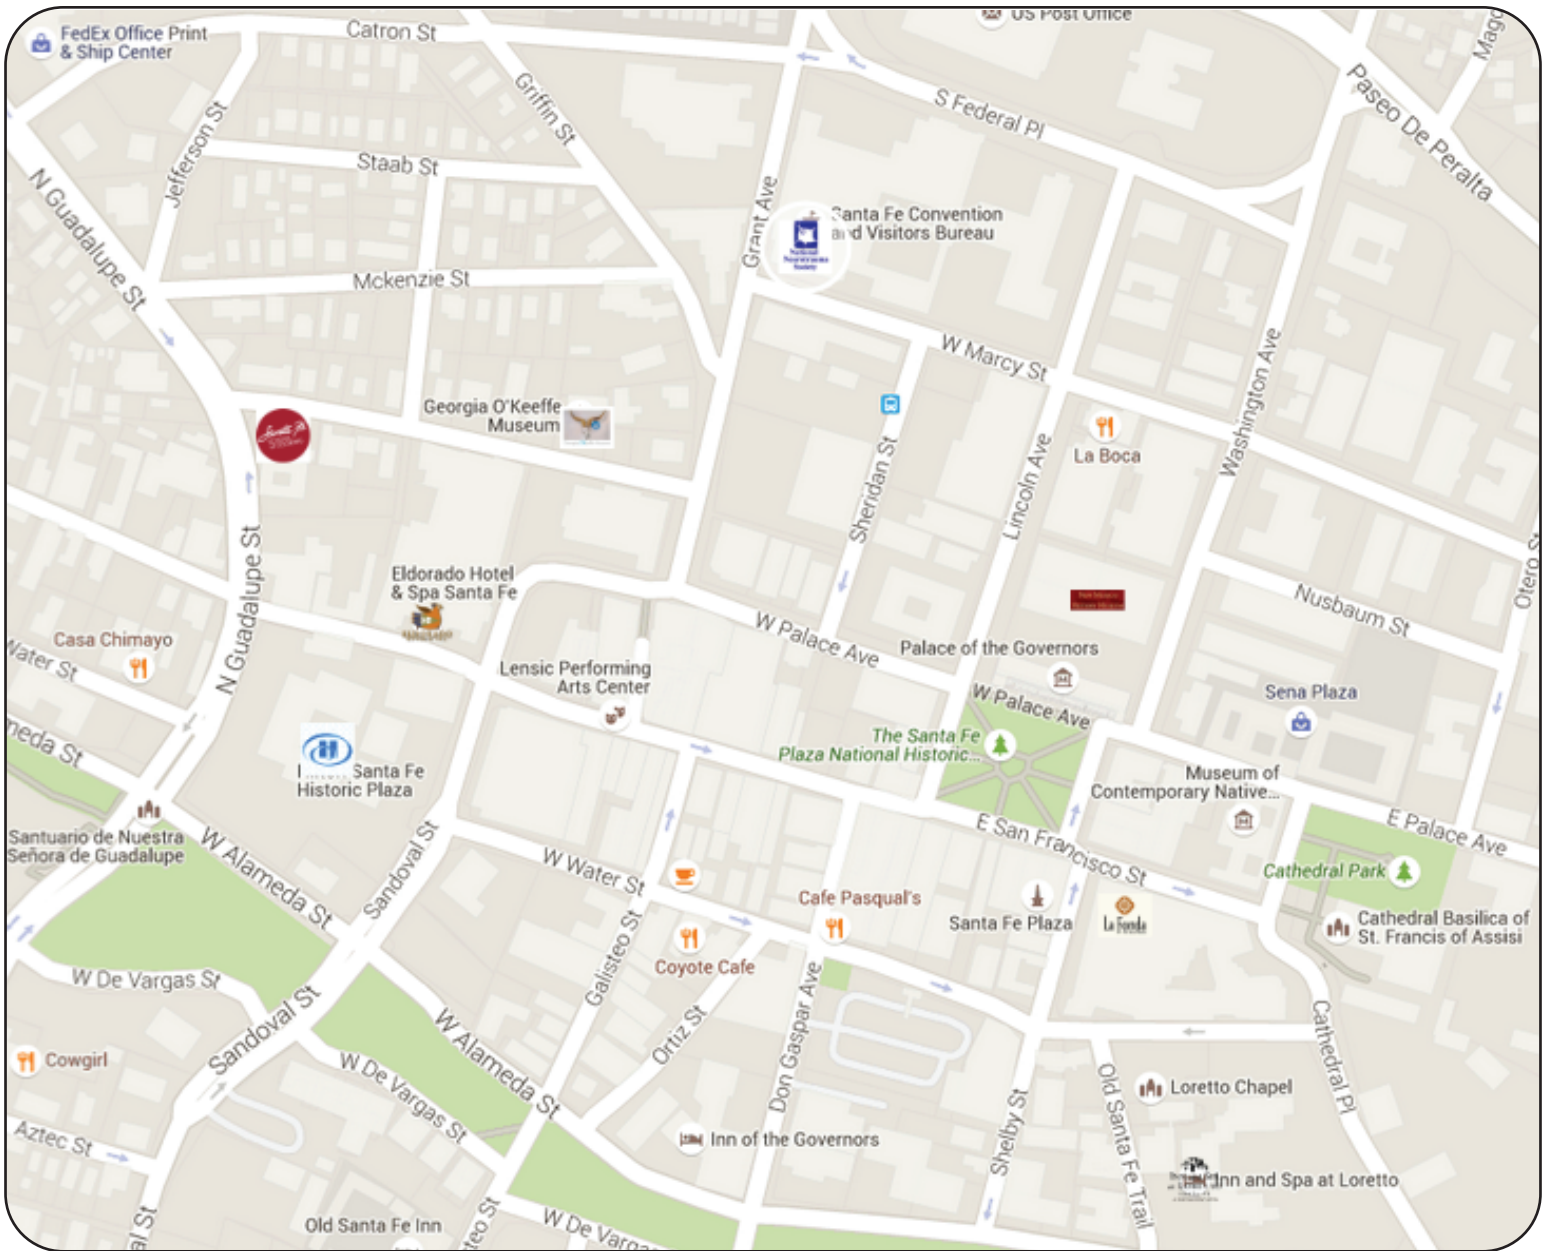 US Post Office
FedEx Office Print
& Ship Center
Catron St
Griffin St
S Federal Pl
Paseo De Peralta
Jefferson St
Staab St
N Guadalupe St
Grant Ave
Santa Fe Convention
and Visitors Bureau
National
Society
Mckenzie St
W Marcy St
Washington Ave
Georgia O'Keeffe
Museum
La Boca
Sheridan St
Lincoln Ave
Otero St
Eldorado Hotel
& Spa Santa Fe
N Guadalupe St
Nusbaum St
Casa Chimayo
Water St
W Palace Ave
Palace of the Governors
Lensic Performing
Arts Center
W Palace Ave
Sena Plaza
The Santa Fe
Plaza National Historic...
meda St
Santa Fe
Historic Plaza
Museum of
Contemporary Native...
E San Francisco St
E Palace Ave
Santuario de Nuestra
Señora de Guadalupe
W Alameda St
Sandoval St
W Water St
Cathedral Park
Cafe Pasqual's
Santa Fe Plaza
La Fonda
Cathedral Basilica of
St. Francis of Assisi
Coyote Cafe
Galisteo St
W De Vargas St
Sandoval St
W Alameda St
Ortiz St
Don Gaspar Ave
Cathedral Pl
Cowgirl
W De Vargas St
Old Santa Fe Trail
Loretto Chapel
Aztec St
Inn of the Governors
Shelby St
Inn and Spa at Loretto
Old Santa Fe Inn
al St
teo St
W De Varga